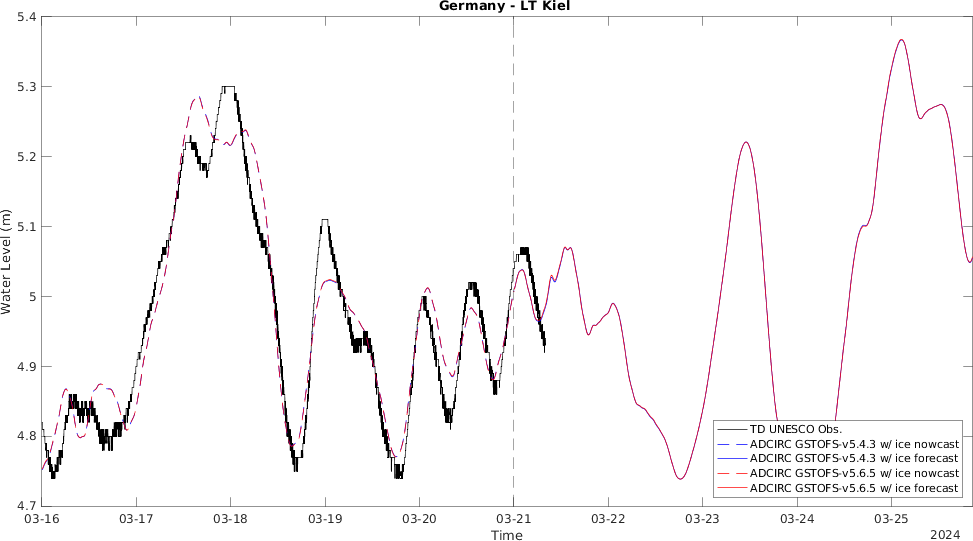 Germany - LT Kiel
5.4
5.3
5.2
5.1
5
4.9
4.8
4.7
Water Level (m)
TD UNESCO Obs.
ADCIRC GSTOFS-v5.4.3 w/ ice nowcast
ADCIRC GSTOFS-v5.4.3 w/ ice forecast
ADCIRC GSTOFS-v5.6.5 w/ ice nowcast
ADCIRC GSTOFS-v5.6.5 w/ ice forecast
03-16 03-17 03-18 03-19 03-20 03-21 03-22 03-23 03-24 03-25
Time
2024